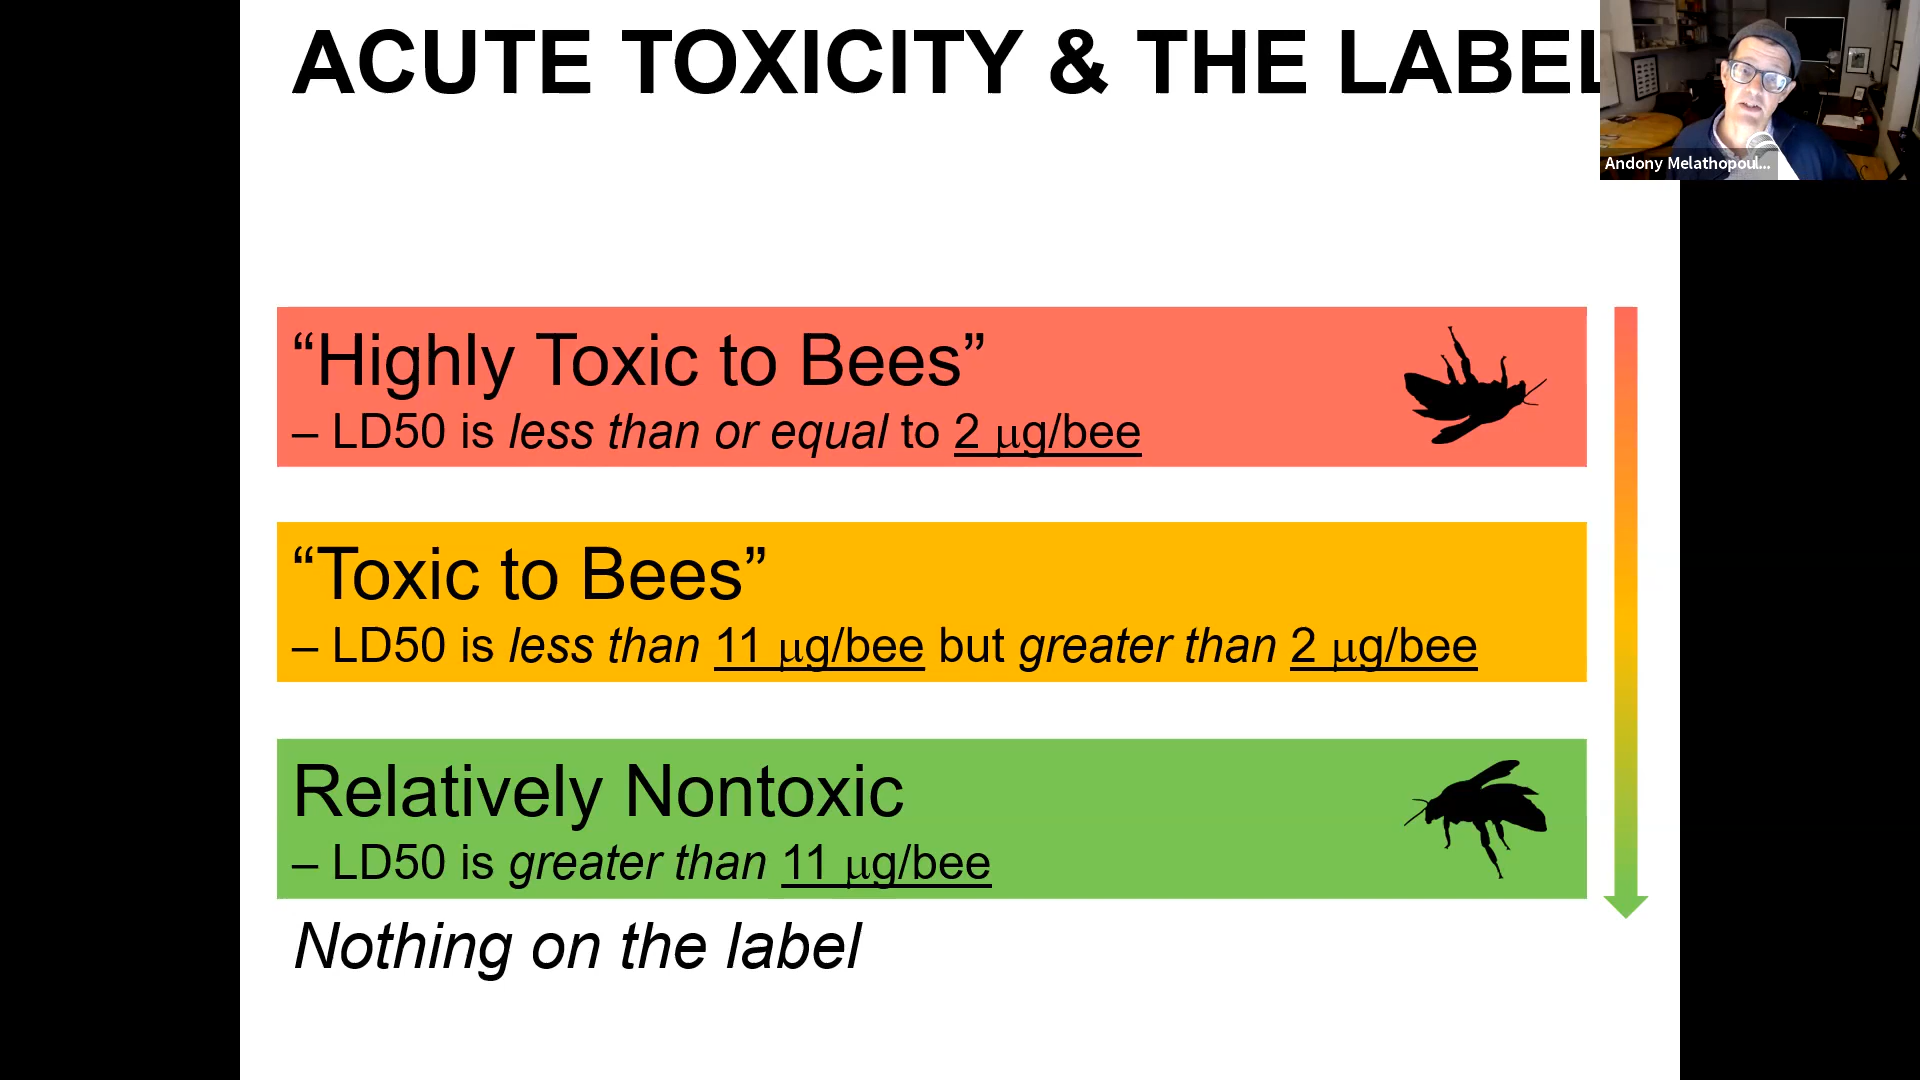 ACUTE TOXICITY & THE LABEL
Andony Melathopoul...
“Highly Toxic to Bees”
– LD50 is less than or equal to 2 μg/bee
“Toxic to Bees”
– LD50 is less than 11 μg/bee but greater than 2 μg/bee
Relatively Nontoxic
– LD50 is greater than 11 μg/bee
Nothing on the label